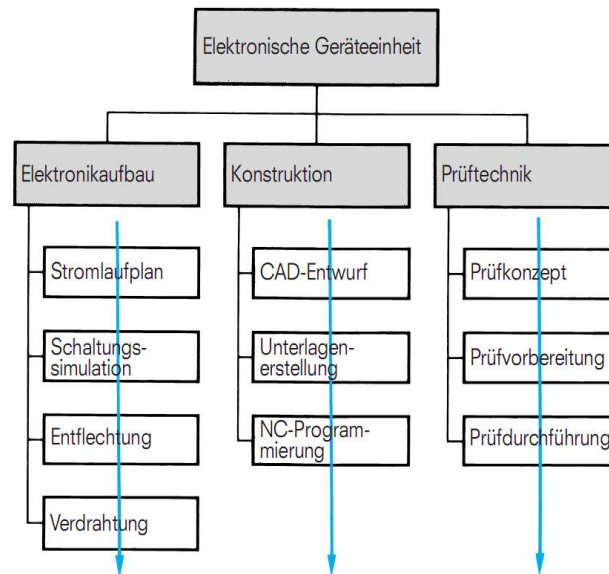 Elektronische Geräteeinheit
Elektronikaufbau
Stromlaufplan
Schaltungs-
simulation
Entflechtung
Verdrahtung
Konstruktion
CAD-Entwurf
Unterlagen-
erstellung
NC-Program-
mierung
Prüftechnik
Prüfkonzept
Prüfvorbereitung
Prüfdurchführung